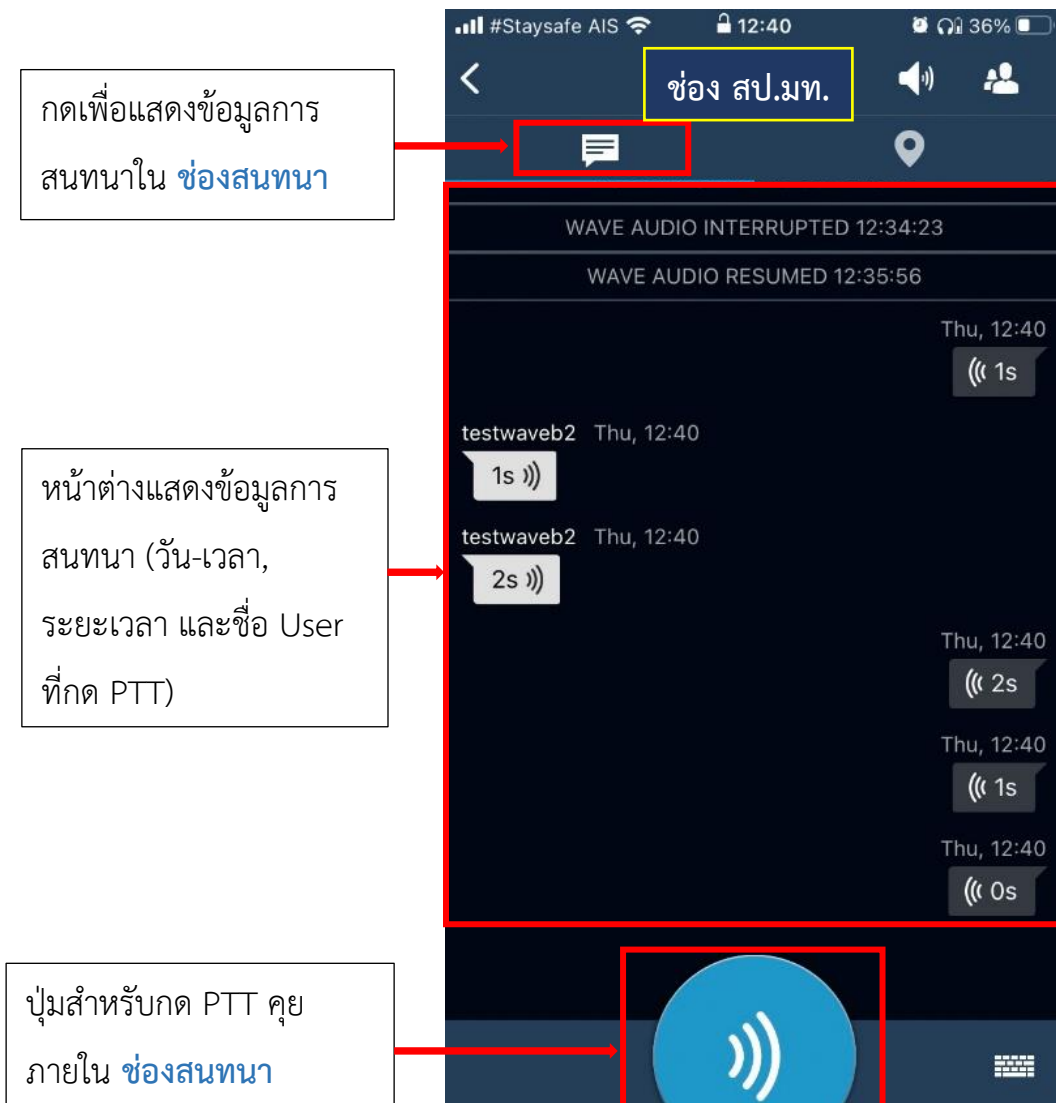 #Staysafe AIS 12:40 36%
ช่อง สป.มท.
กดเพื่อแสดงข้อมูลการ
สนทนาใน ช่องสนทนา
WAVE AUDIO INTERRUPTED 12:34:23
WAVE AUDIO RESUMED 12:35:56
Thu, 12:40
1s
testwaveb2 Thu, 12:40
1s
หน้าต่างแสดงข้อมูลการ
สนทนา (วัน-เวลา,
ระยะเวลา และชื่อ User
ที่กด PTT)
testwaveb2 Thu, 12:40
2s
Thu, 12:40
2s
Thu, 12:40
1s
Thu, 12:40
0s
ปุ่มสำหรับกด PTT คุย
ภายใน ช่องสนทนา